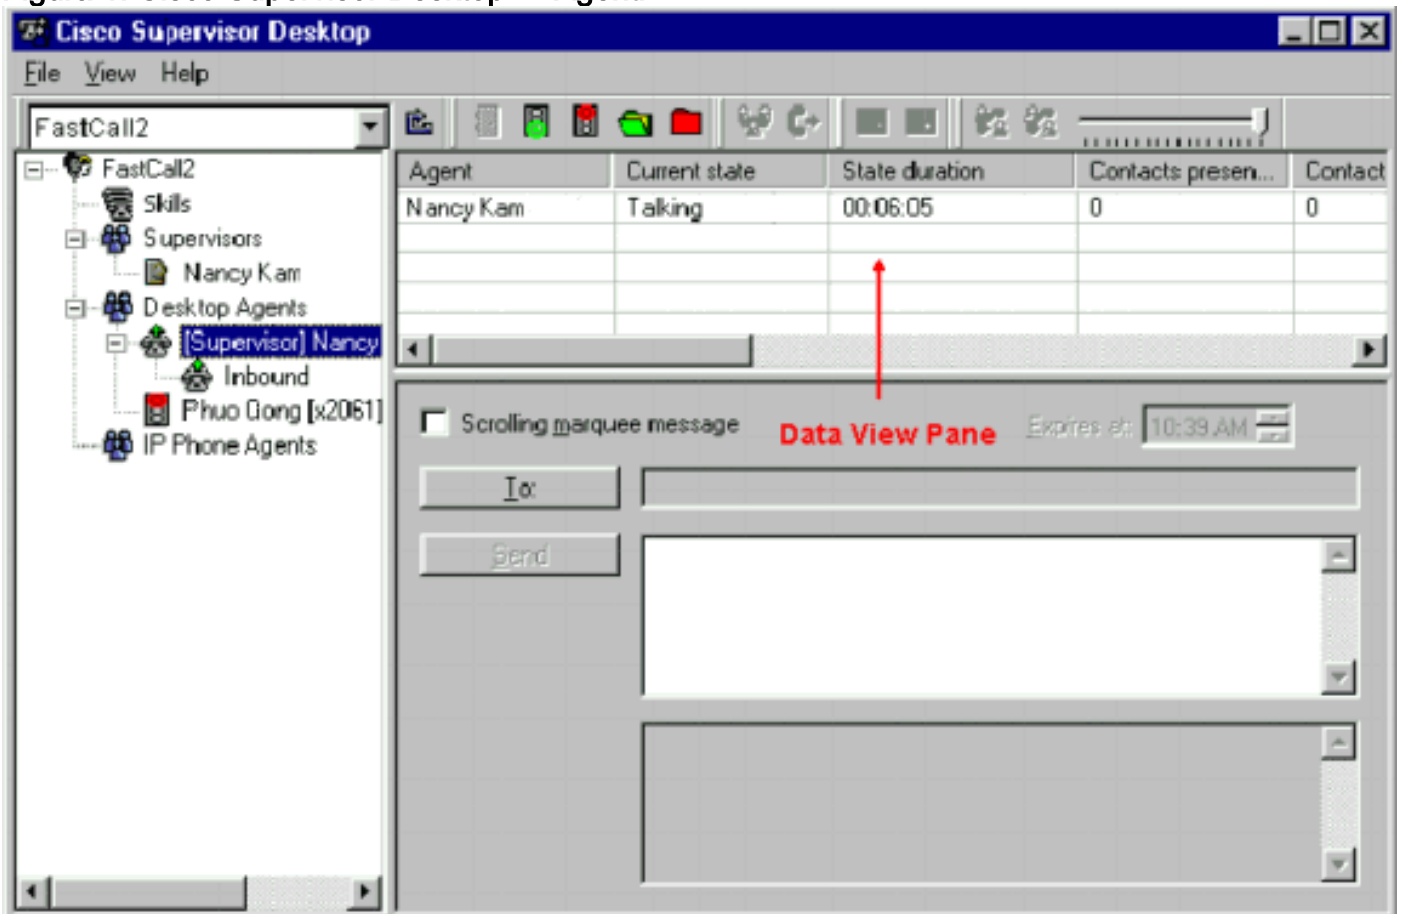 Cisco Supervisor Desktop
File View Help
FastCall2
FastCall2
Skills
Supervisors
Nancy Kam
Desktop Agents
[Supervisor] Nancy
Inbound
Phuo Gong [x2061]
IP Phone Agents
Agent Current state State duration Contacts presen... Contact
Nancy Kam Talking 00:06:05 0 0
Scrolling marquee message
Data View Pane
Expires at: 10:39 AM
To:
Send